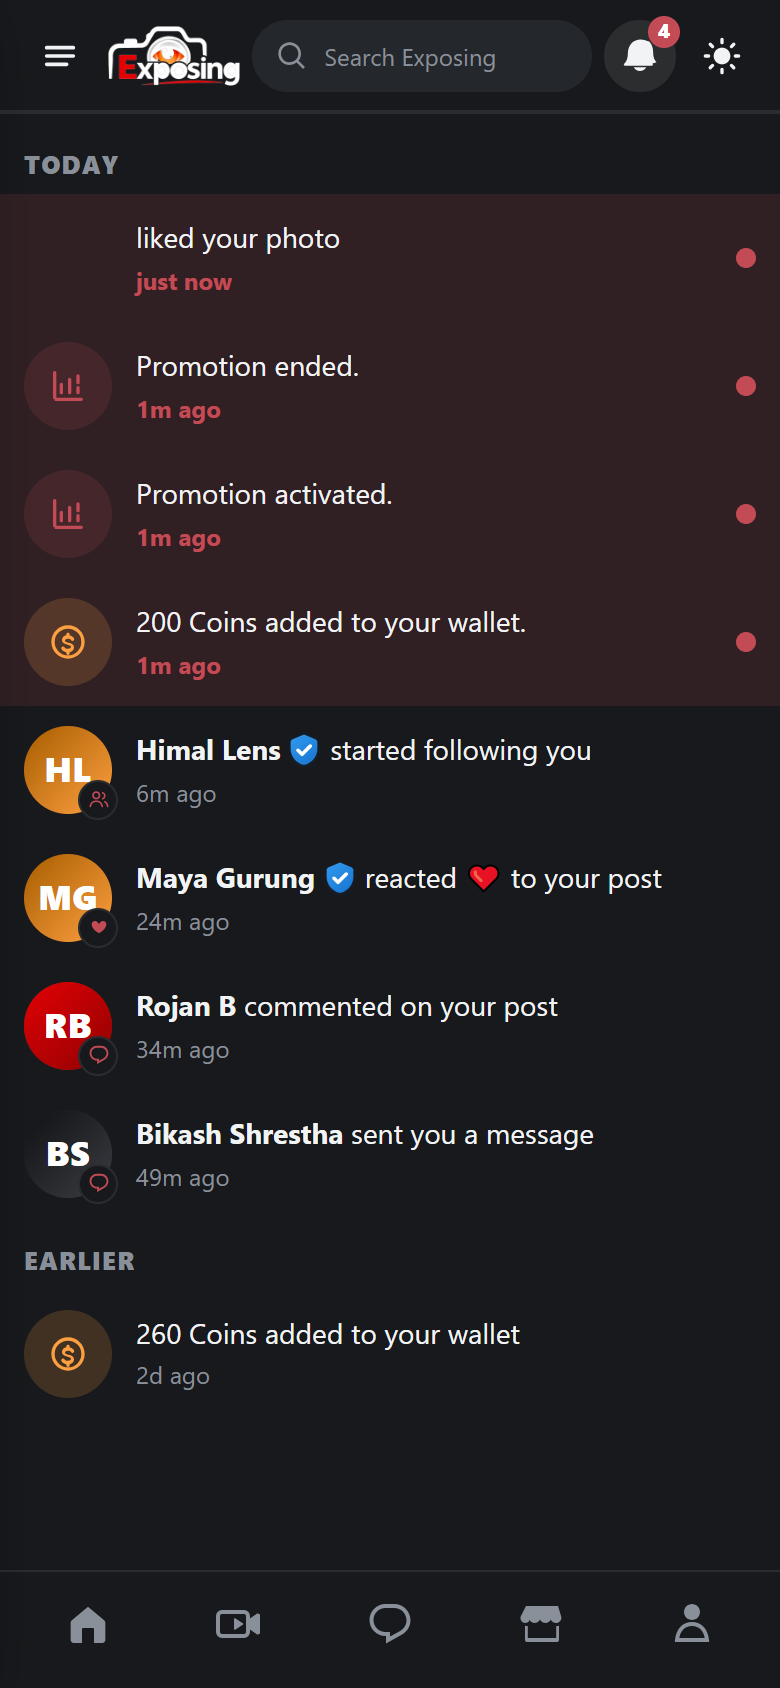 Exposing
Search Exposing
4
TODAY
liked your photo
just now
Promotion ended.
1m ago
Promotion activated.
1m ago
200 Coins added to your wallet.
1m ago
HL
Himal Lens started following you
6m ago
MG
Maya Gurung reacted ❤️ to your post
24m ago
RB
Rojan B commented on your post
34m ago
BS
Bikash Shrestha sent you a message
49m ago
EARLIER
260 Coins added to your wallet
2d ago